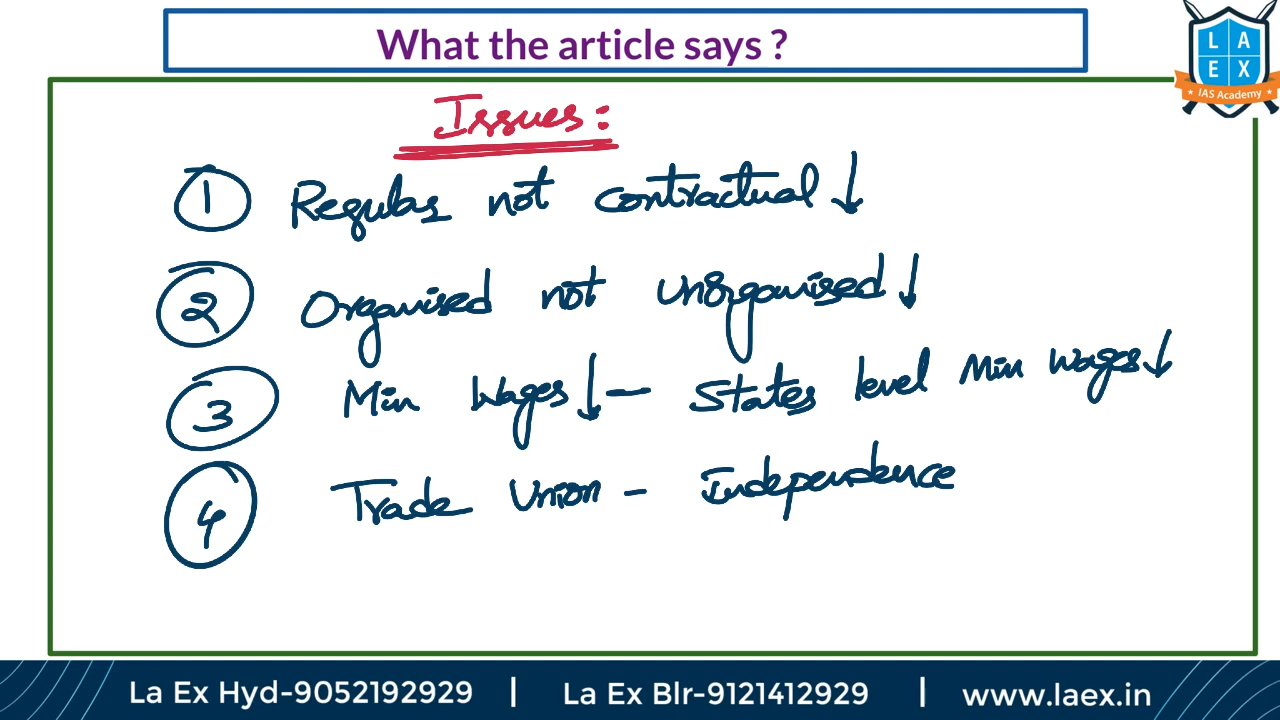 What the article says ?
L A
E X
IAS Academy
Issues:
1 Regular not contractual ↓
2 Organised not unorganised ↓
3 Min Wages ↓ - States level Min Wages ↓
4 Trade Union - Independence
La Ex Hyd-9052192929 | La Ex Blr-9121412929 | www.laex.in